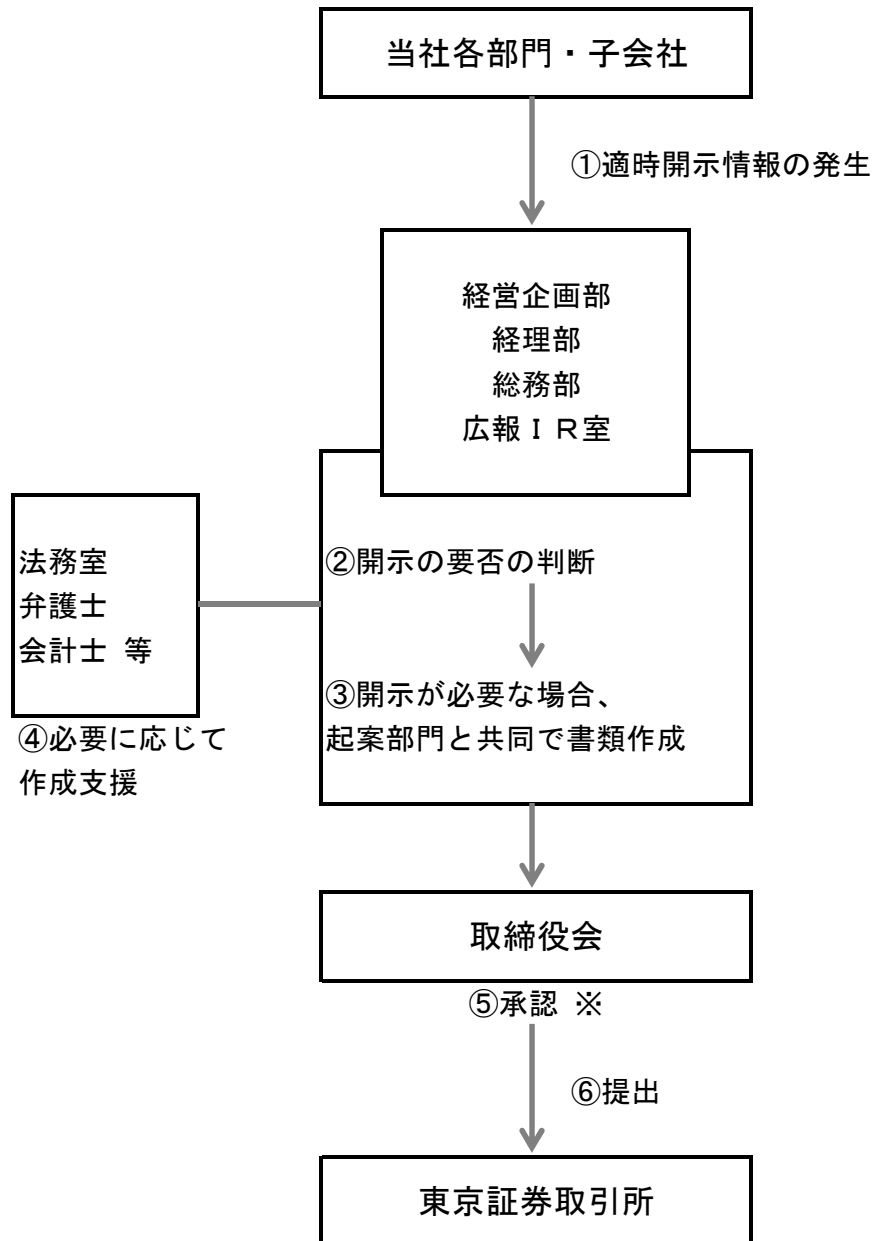 当社各部門・子会社
①適時開示情報の発生
経営企画部
経理部
総務部
広報ＩＲ室
法務室
弁護士
会計士 等
④必要に応じて
作成支援
②開示の要否の判断
③開示が必要な場合、
起案部門と共同で書類作成
取締役会
⑤承認 ※
⑥提出
東京証券取引所